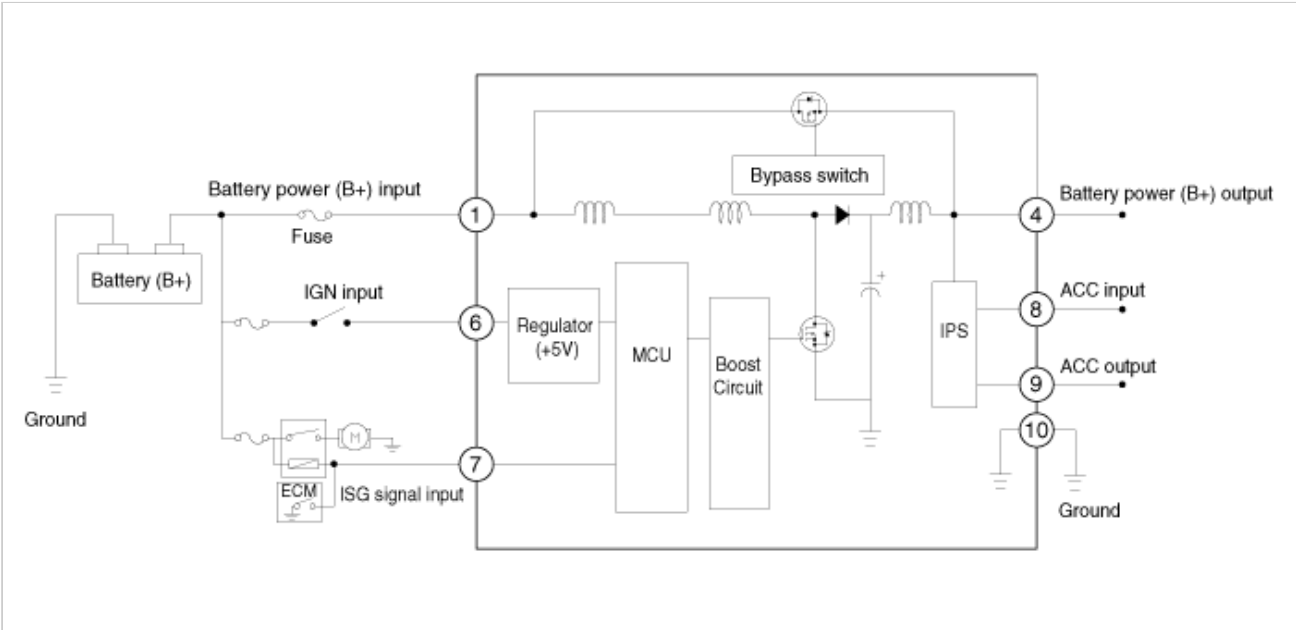 Bypass switch
Battery power (B+) input
1
4
Battery power (B+) output
Fuse
Battery (B+)
IGN input
6
Regulator
(+5V)
MCU
Boost
Circuit
+
IPS
8
ACC input
9
ACC output
10
Ground
Ground
M
7
ECM
ISG signal input